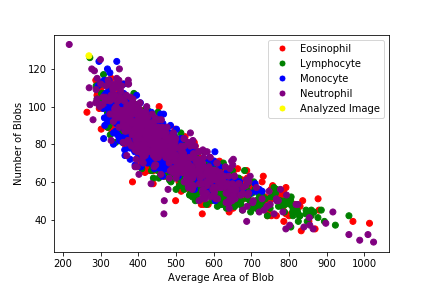 Eosinophil
Lymphocyte
Monocyte
Neutrophil
Analyzed Image
120
100
80
60
40
Number of Blobs
200 300 400 500 600 700 800 900 1000
Average Area of Blob